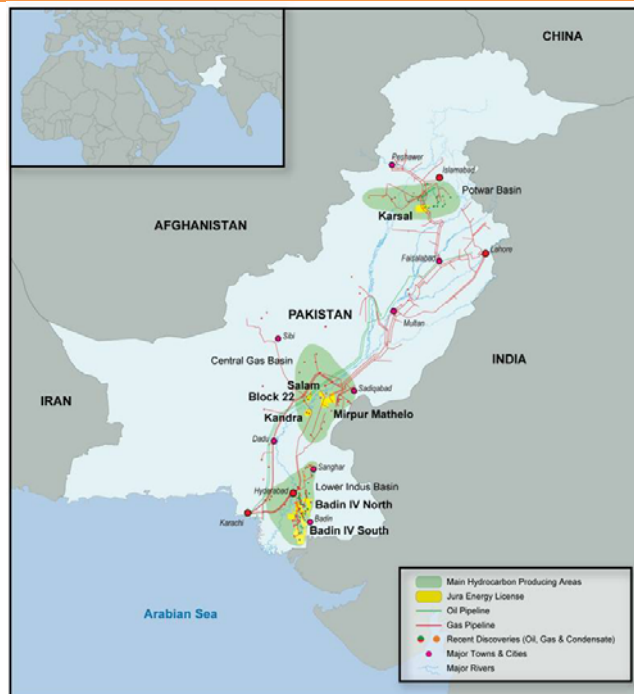 CHINA
Peshawar
Islamabad
Potwar Basin
Karsal
AFGHANISTAN
Lahore
Faisalabad
PAKISTAN
Multan
Sibi
Central Gas Basin
INDIA
Salam
Sadiqabad
Block 22
IRAN
Mirpur Mathelo
Kandra
Dadu
Sanghar
Hyderabad
Lower Indus Basin
Badin IV North
Karachi
Badin
Badin IV South
Arabian Sea
Main Hydrocarbon Producing Areas
Jura Energy License
Oil Pipeline
Gas Pipeline
Recent Discoveries (Oil, Gas & Condensate)
Major Towns & Cities
Major Rivers